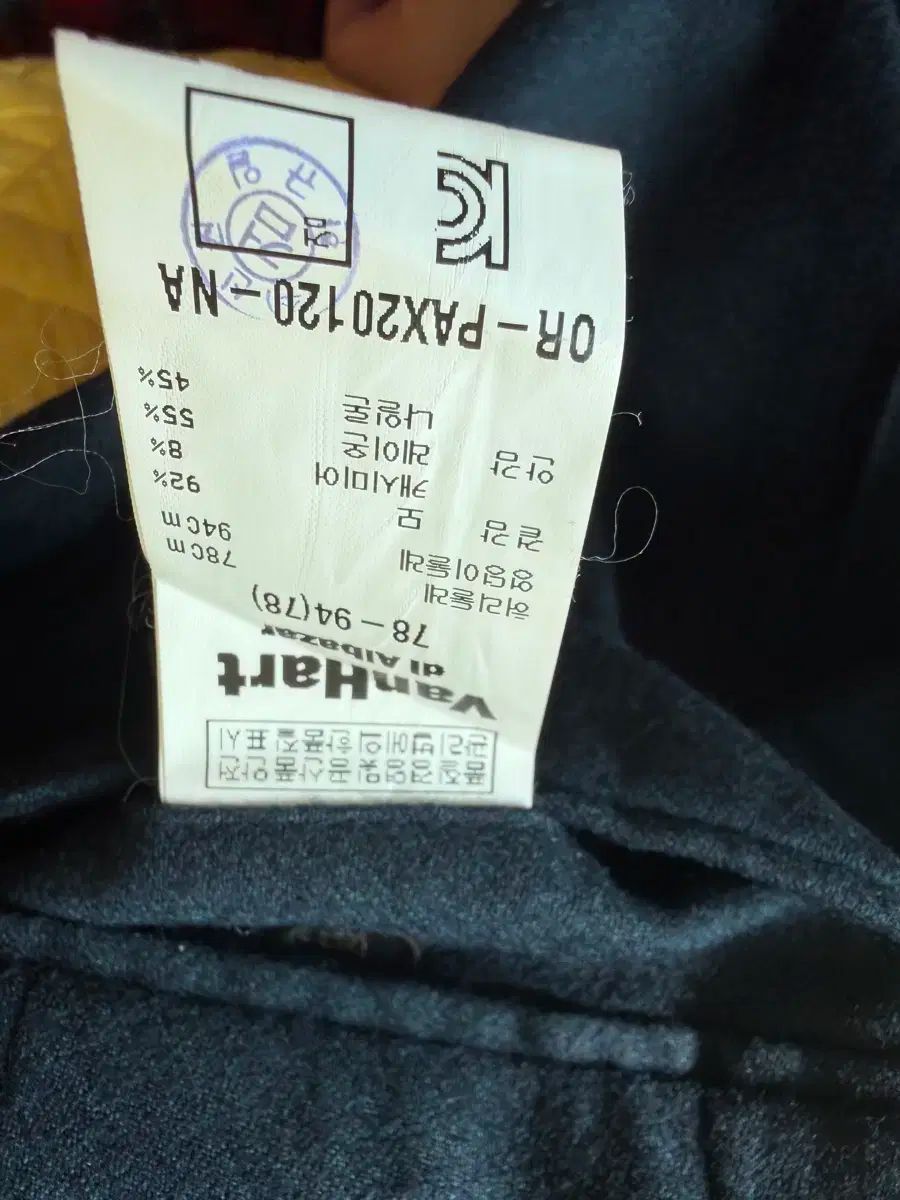 품질경영및공산품안전
관리법에의한품질표시
VanHart
di Albazar
78-94(78)
허리둘레 78Cm
엉덩이둘레 94Cm
겉감 모 92%
캐시미어 8%
안감 레이온 55%
나일론 45%
OR-PAX20120-NA
검